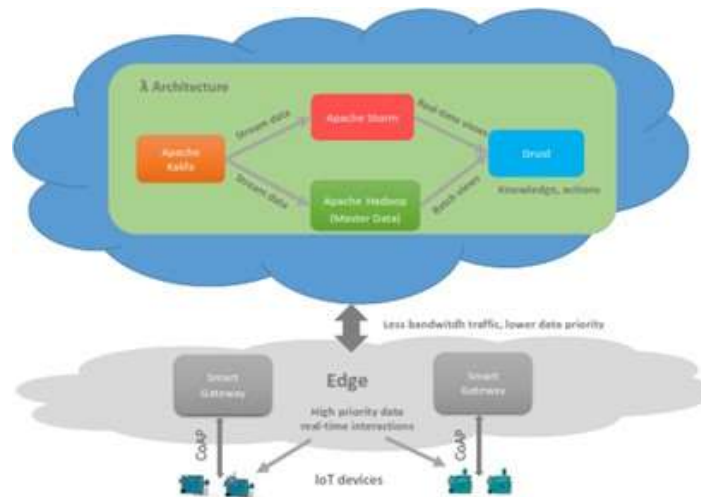 λ Architecture
Stream data
Apache Storm
Real-time views
Apache
Kafka
Druid
Stream data
Apache Hadoop
(Master Data)
Batch views
Knowledge, actions
Less bandwitdh traffic, lower data priority
Smart
Gateway
Edge
Smart
Gateway
High priority data
real-time interactions
CoAP
CoAP
IoT devices